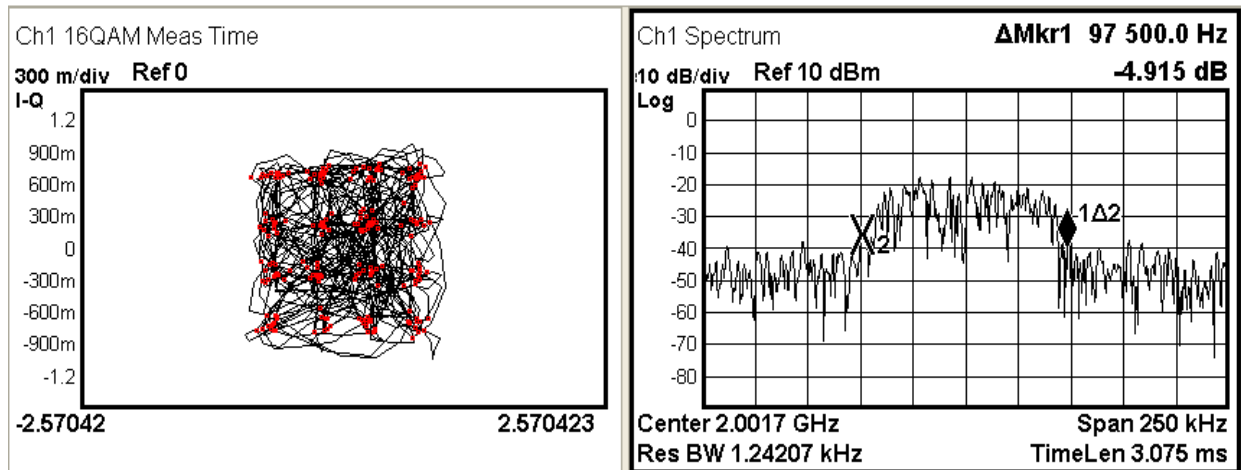 Ch1 16QAM Meas Time
300 m/div Ref 0
I-Q
1.2
900m
600m
300m
0
-300m
-600m
-900m
-1.2
-2.57042 2.570423
Ch1 Spectrum ΔMkr1 97 500.0 Hz
10 dB/div Ref 10 dBm -4.915 dB
Log
0
-10
-20
-30
-40
-50
-60
-70
-80
2
1Δ2
Center 2.0017 GHz Span 250 kHz
Res BW 1.24207 kHz TimeLen 3.075 ms